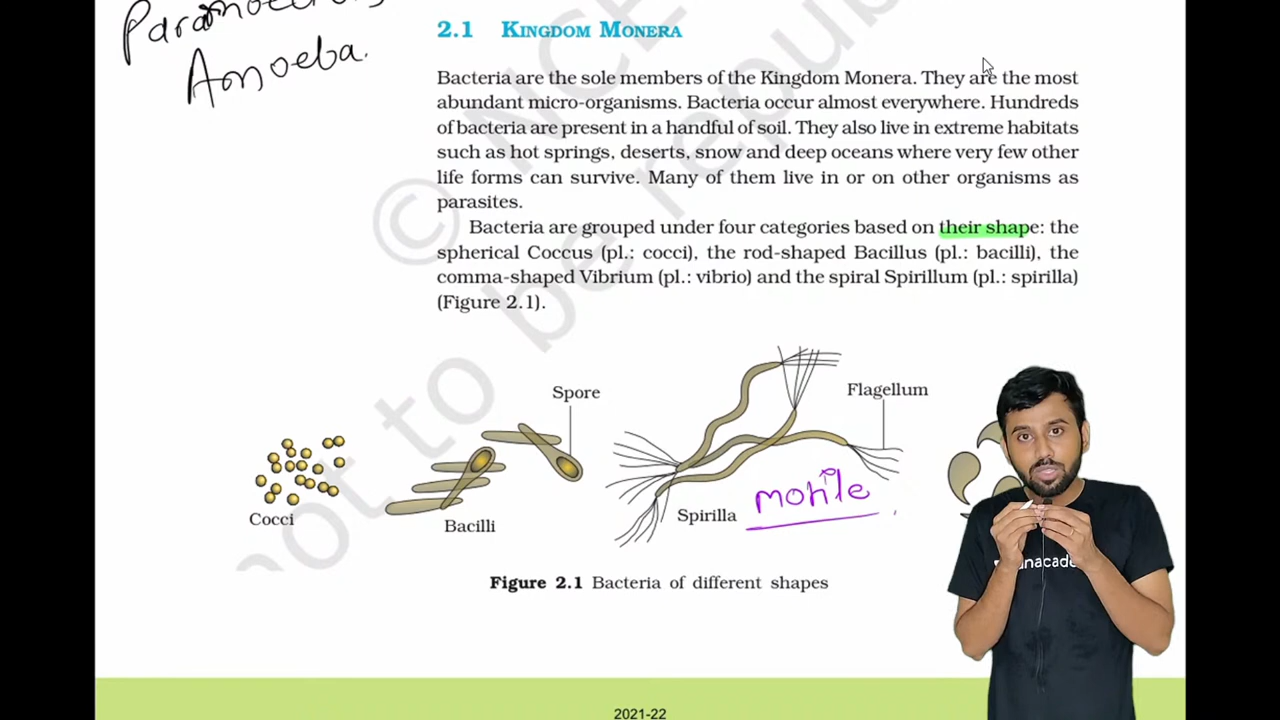 Amoeba.
2.1 KINGDOM MONERA
Bacteria are the sole members of the Kingdom Monera. They are the most
abundant micro-organisms. Bacteria occur almost everywhere. Hundreds
of bacteria are present in a handful of soil. They also live in extreme habitats
such as hot springs, deserts, snow and deep oceans where very few other
life forms can survive. Many of them live in or on other organisms as
parasites.
Bacteria are grouped under four categories based on their shape: the
spherical Coccus (pl.: cocci), the rod-shaped Bacillus (pl.: bacilli), the
comma-shaped Vibrium (pl.: vibrio) and the spiral Spirillum (pl.: spirilla)
(Figure 2.1).
Spore
Flagellum
Cocci
Bacilli
Spirilla
motile
Figure 2.1 Bacteria of different shapes
2021-22
© NCE
not to be repu